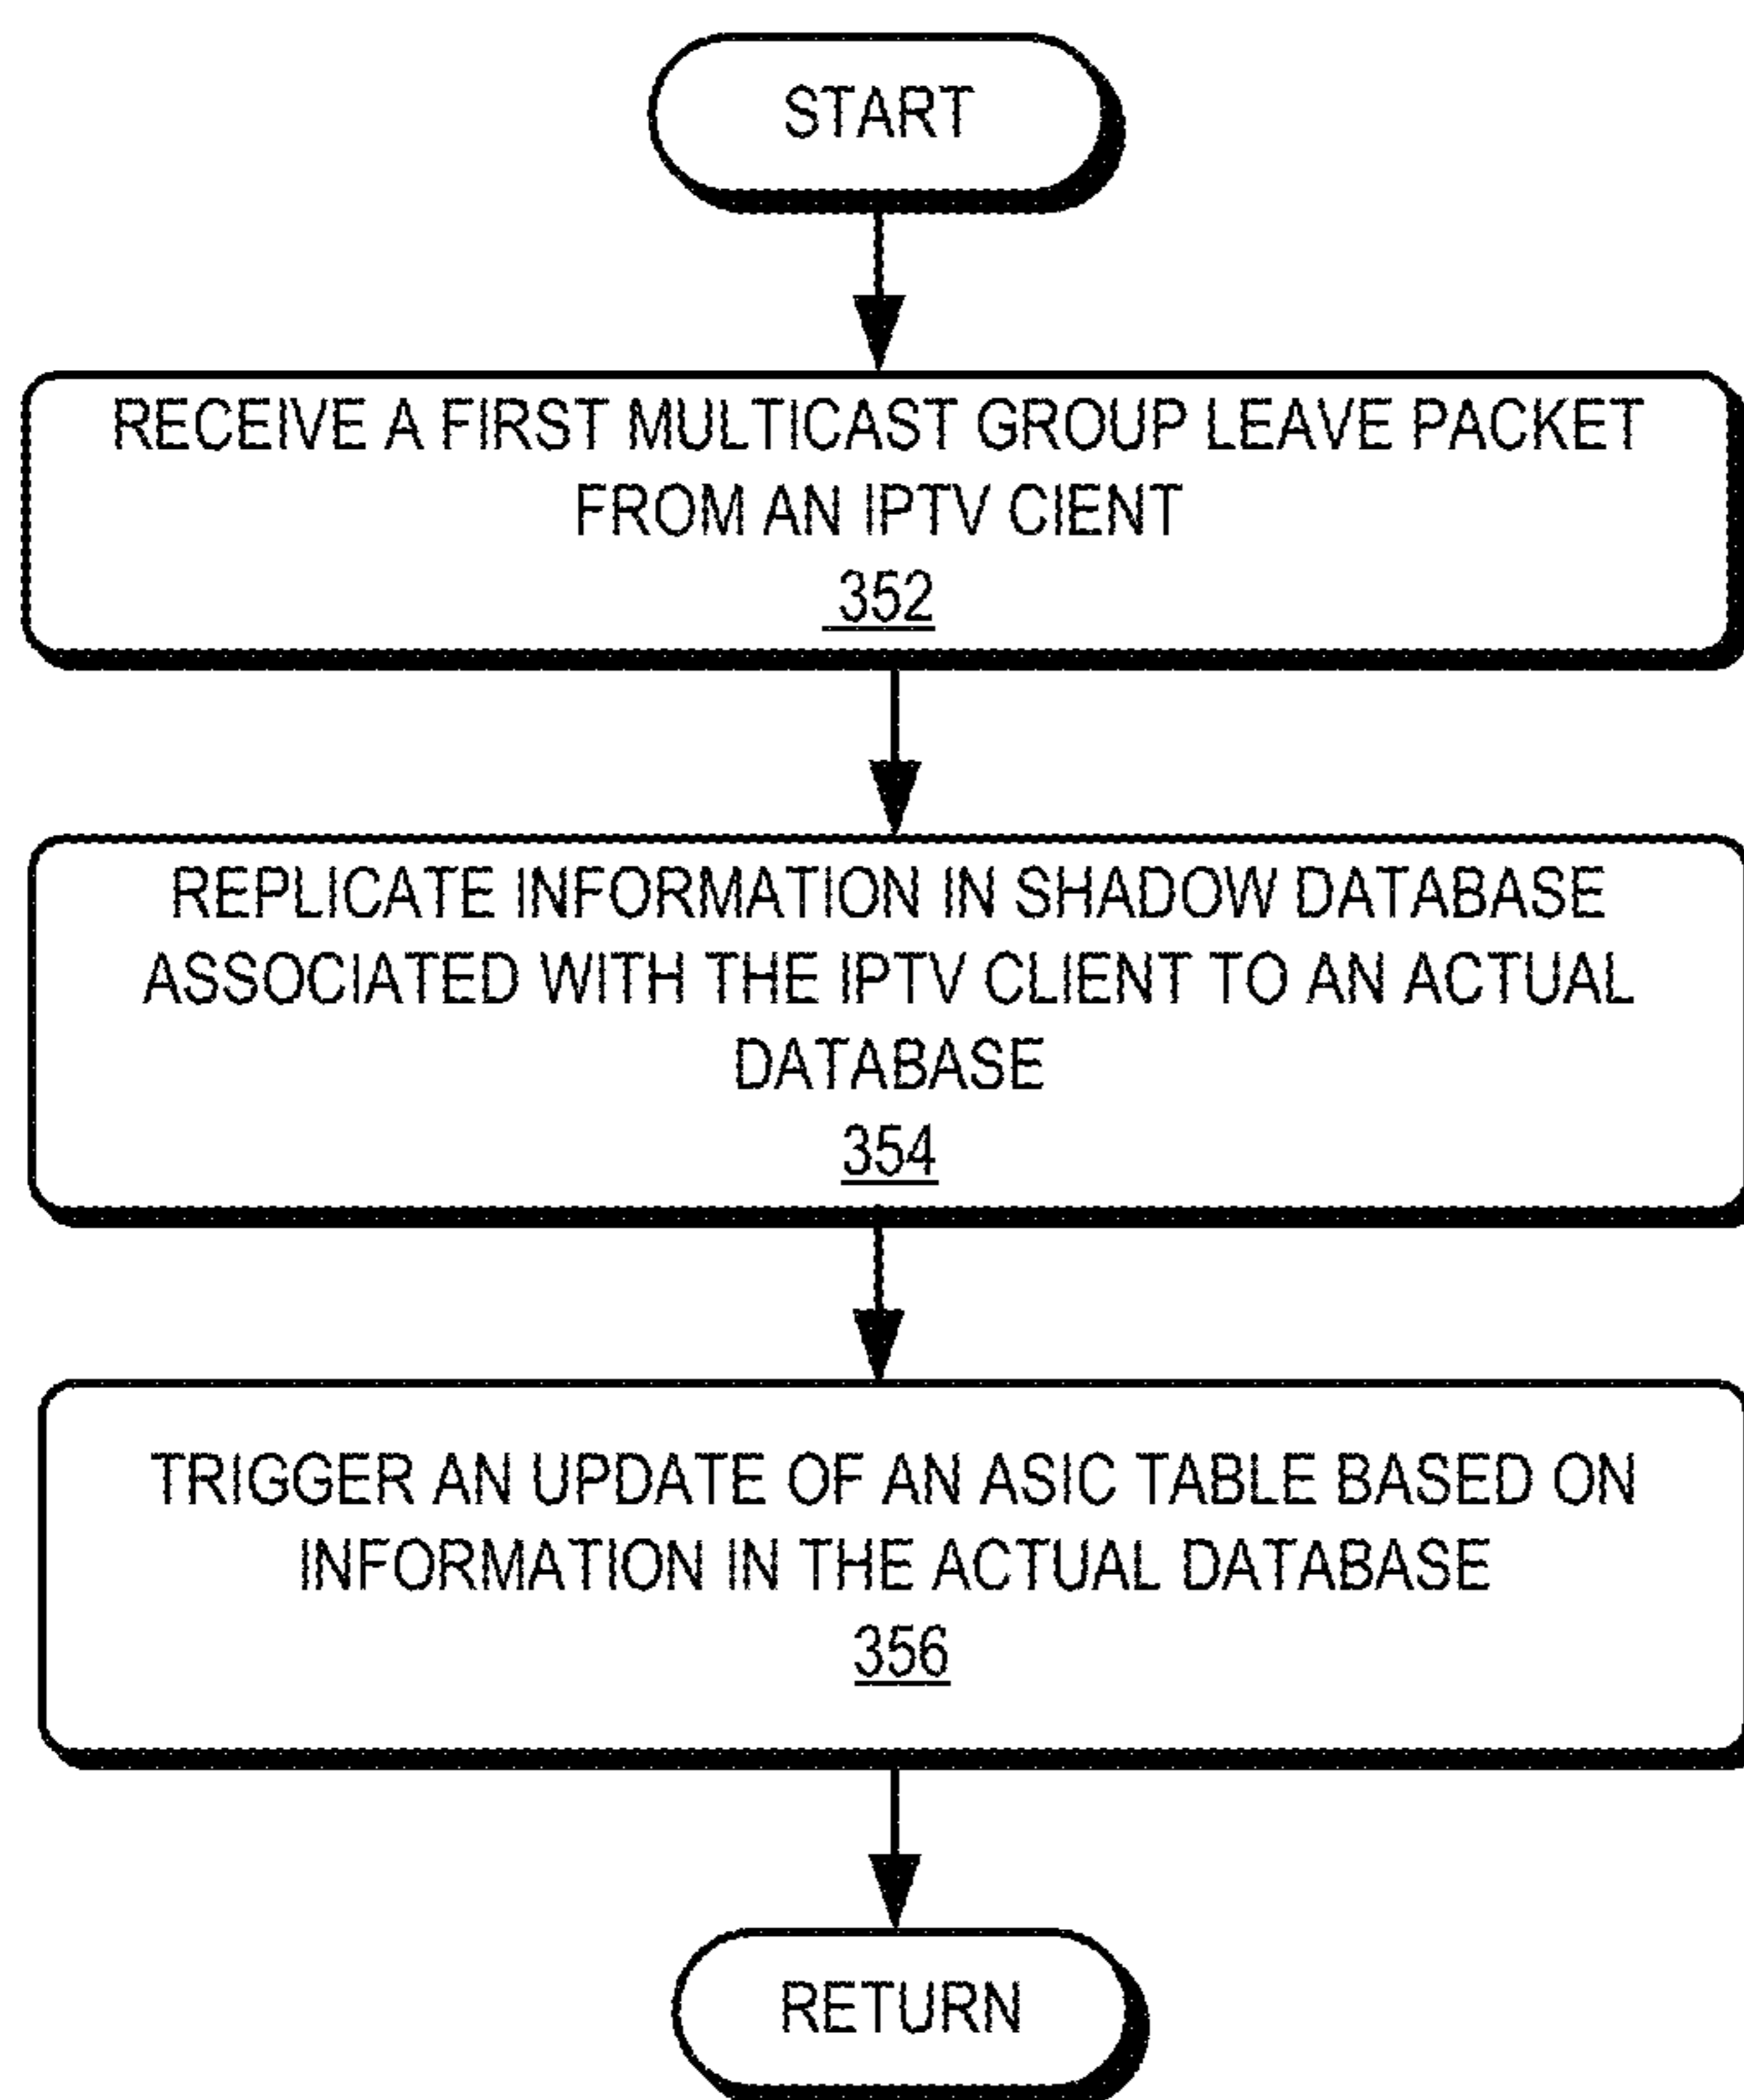 START
RECEIVE A FIRST MULTICAST GROUP LEAVE PACKET
FROM AN IPTV CIENT
352
REPLICATE INFORMATION IN SHADOW DATABASE
ASSOCIATED WITH THE IPTV CLIENT TO AN ACTUAL
DATABASE
354
TRIGGER AN UPDATE OF AN ASIC TABLE BASED ON
INFORMATION IN THE ACTUAL DATABASE
356
RETURN